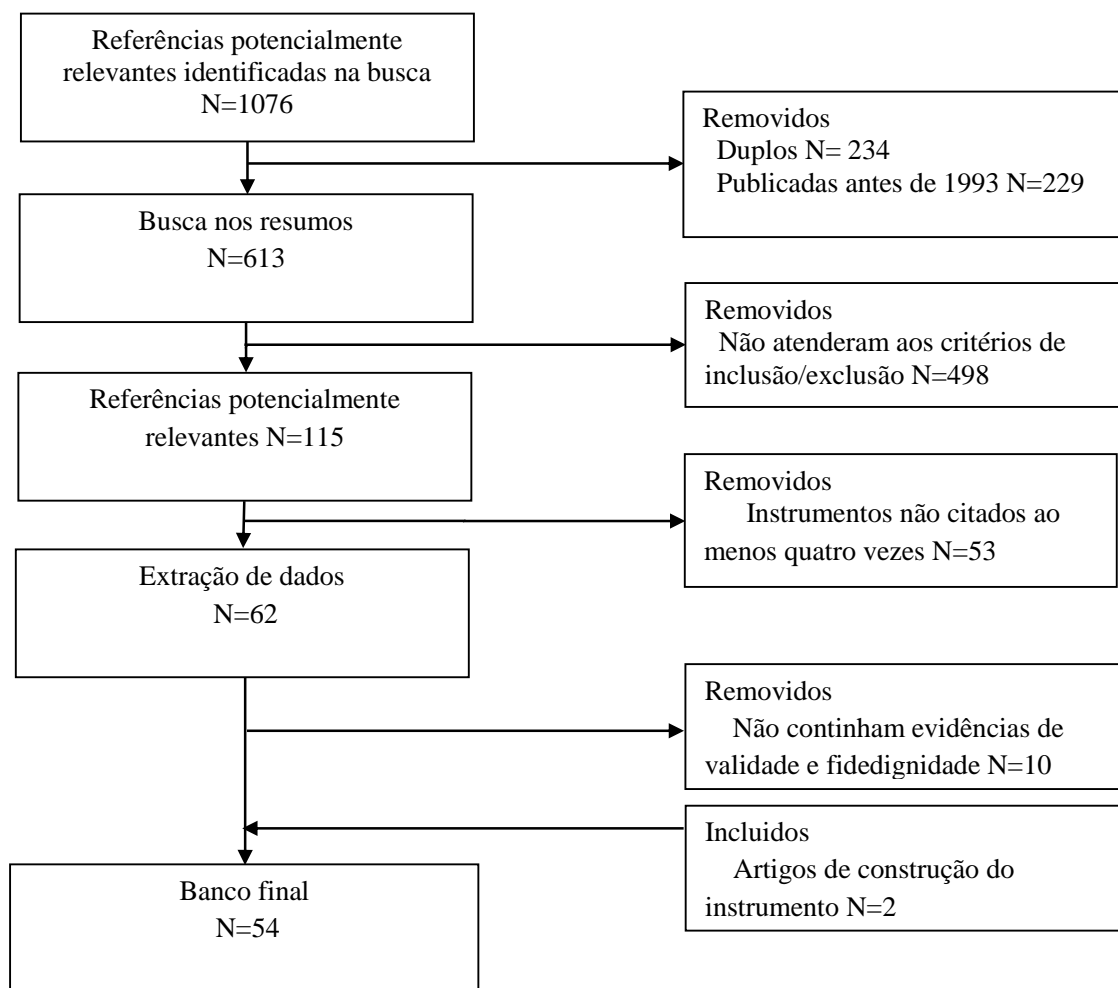 Referências potencialmente
relevantes identificadas na busca
N=1076
Removidos
Duplos N= 234
Publicadas antes de 1993 N=229
Busca nos resumos
N=613
Removidos
Não atenderam aos critérios de
inclusão/exclusão N=498
Referências potencialmente
relevantes N=115
Removidos
Instrumentos não citados ao
menos quatro vezes N=53
Extração de dados
N=62
Removidos
Não continham evidências de
validade e fidedignidade N=10
Incluidos
Artigos de construção do
instrumento N=2
Banco final
N=54